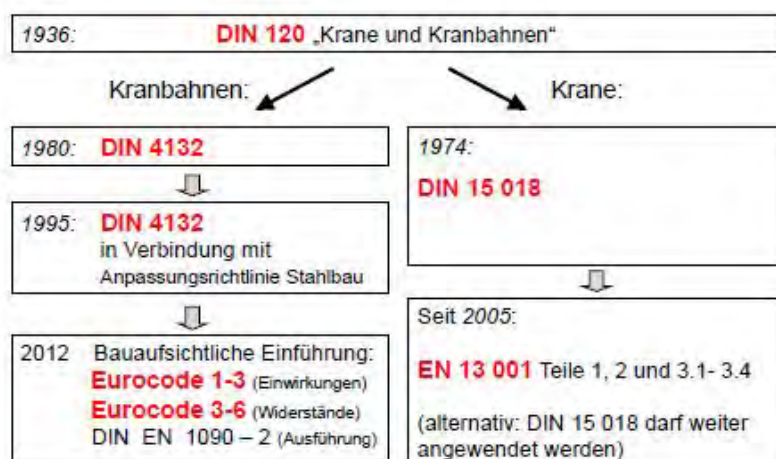 1936: DIN 120 „Krane und Kranbahnen“
Kranbahnen:
1980: DIN 4132
1995: DIN 4132
in Verbindung mit
Anpassungsrichtlinie Stahlbau
2012 Bauaufsichtliche Einführung:
Eurocode 1-3 (Einwirkungen)
Eurocode 3-6 (Widerstände)
DIN EN 1090 – 2 (Ausführung)
Krane:
1974:
DIN 15 018
Seit 2005:
EN 13 001 Teile 1, 2 und 3.1- 3.4
(alternativ: DIN 15 018 darf weiter
angewendet werden)